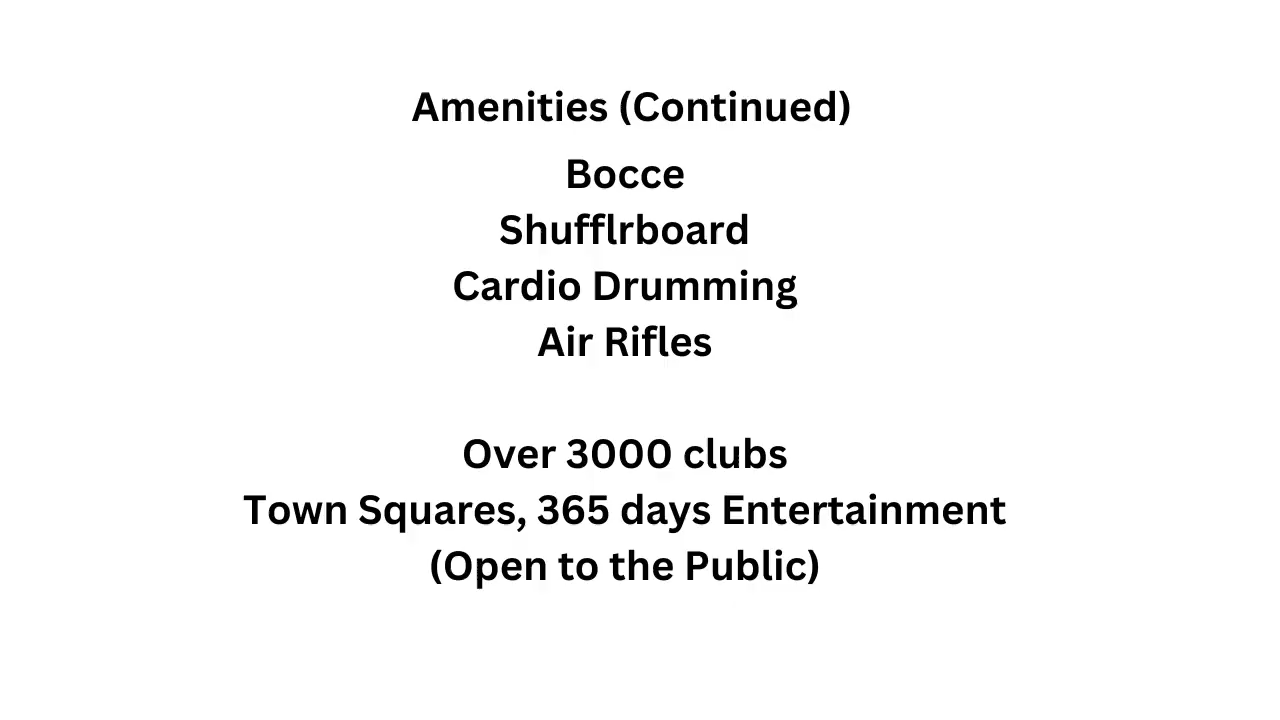 Amenities (Continued)
Bocce
Shufflrboard
Cardio Drumming
Air Rifles
Over 3000 clubs
Town Squares, 365 days Entertainment
(Open to the Public)